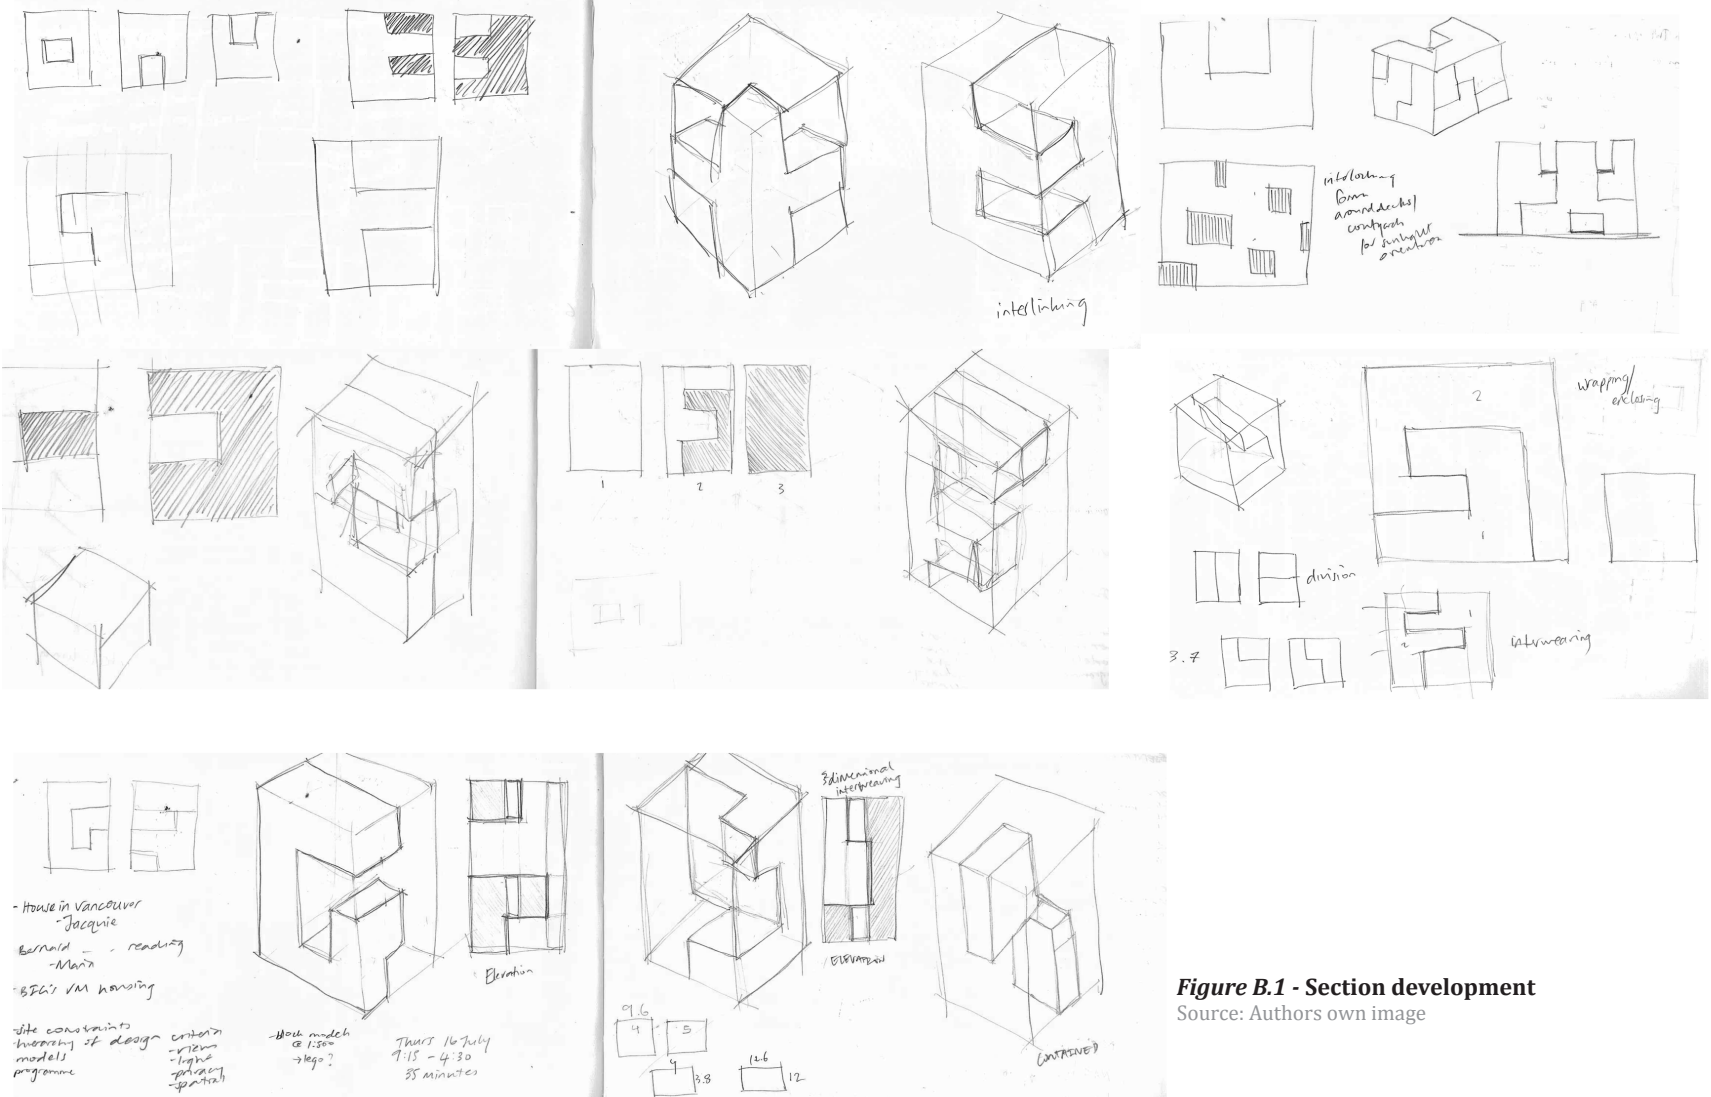 interlinking
interlocking
form
around decks/
courtyards
for sunlight
orientation
1
2
3
wrapping/
enclosing
2
1
division
3.7
1
2
interweaving
- House in Vancouver
- Jacquie
Bernard reading
- BIG's VM housing
- site constraints
- hierarchy of design criteria
models
programme
- views
- light
- privacy
- spatial
- block models
@ 1:500
→ lego?
Thurs 16 July
9:15 - 4:30
35 minutes
Elevation
3dimensional
interweaving
ELEVATION
9.6
4
5
4
3.8
12.6
12
CONTAINED
Figure B.1 - Section development
Source: Authors own image